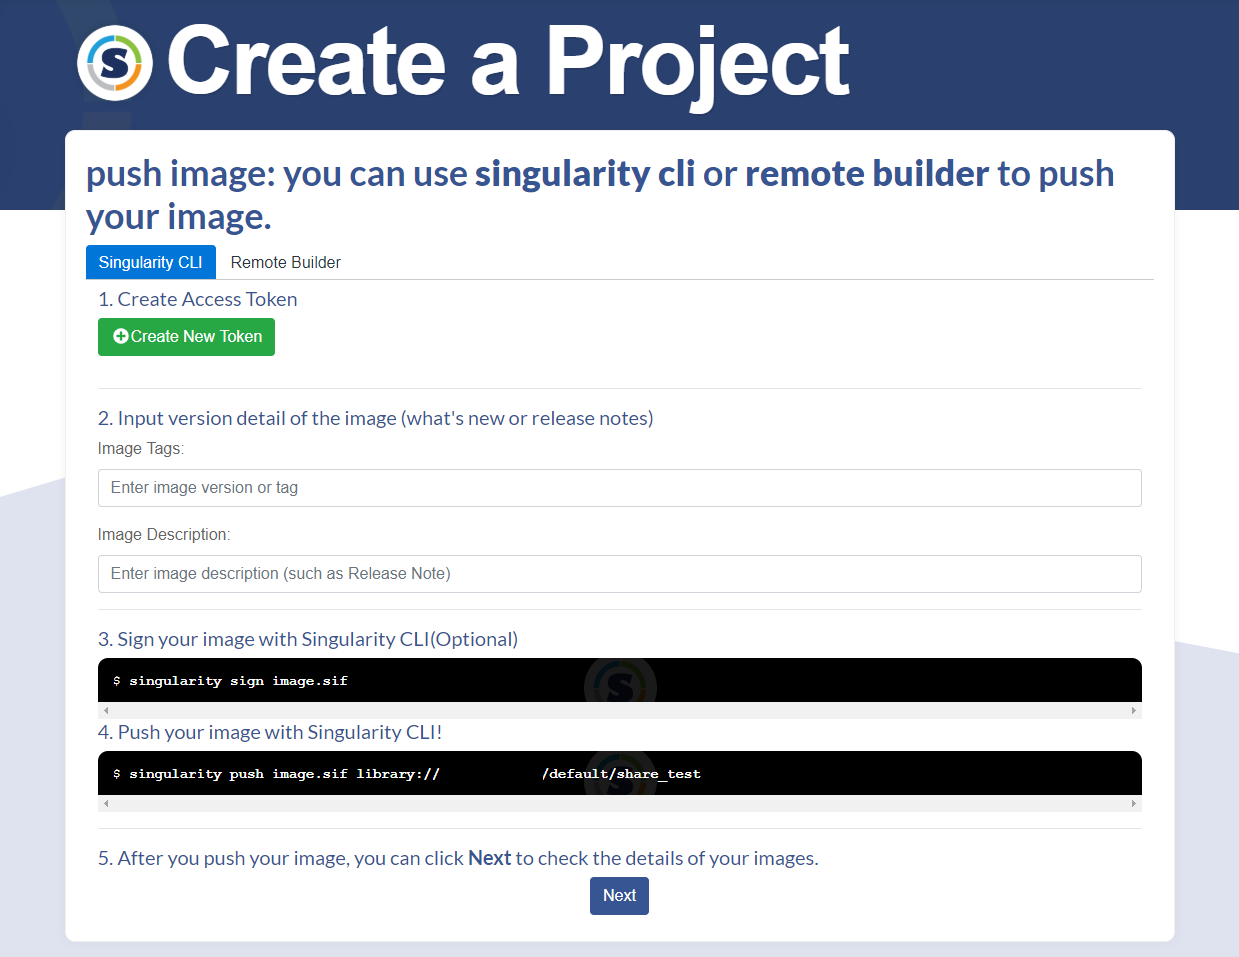 S Create a Project
push image: you can use singularity cli or remote builder to push
your image.
Singularity CLI Remote Builder
1. Create Access Token
Create New Token
2. Input version detail of the image (what's new or release notes)
Image Tags:
Enter image version or tag
Image Description:
Enter image description (such as Release Note)
3. Sign your image with Singularity CLI(Optional)
$ singularity sign image.sif
4. Push your image with Singularity CLI!
$ singularity push image.sif library:// /default/share_test
5. After you push your image, you can click Next to check the details of your images.
Next